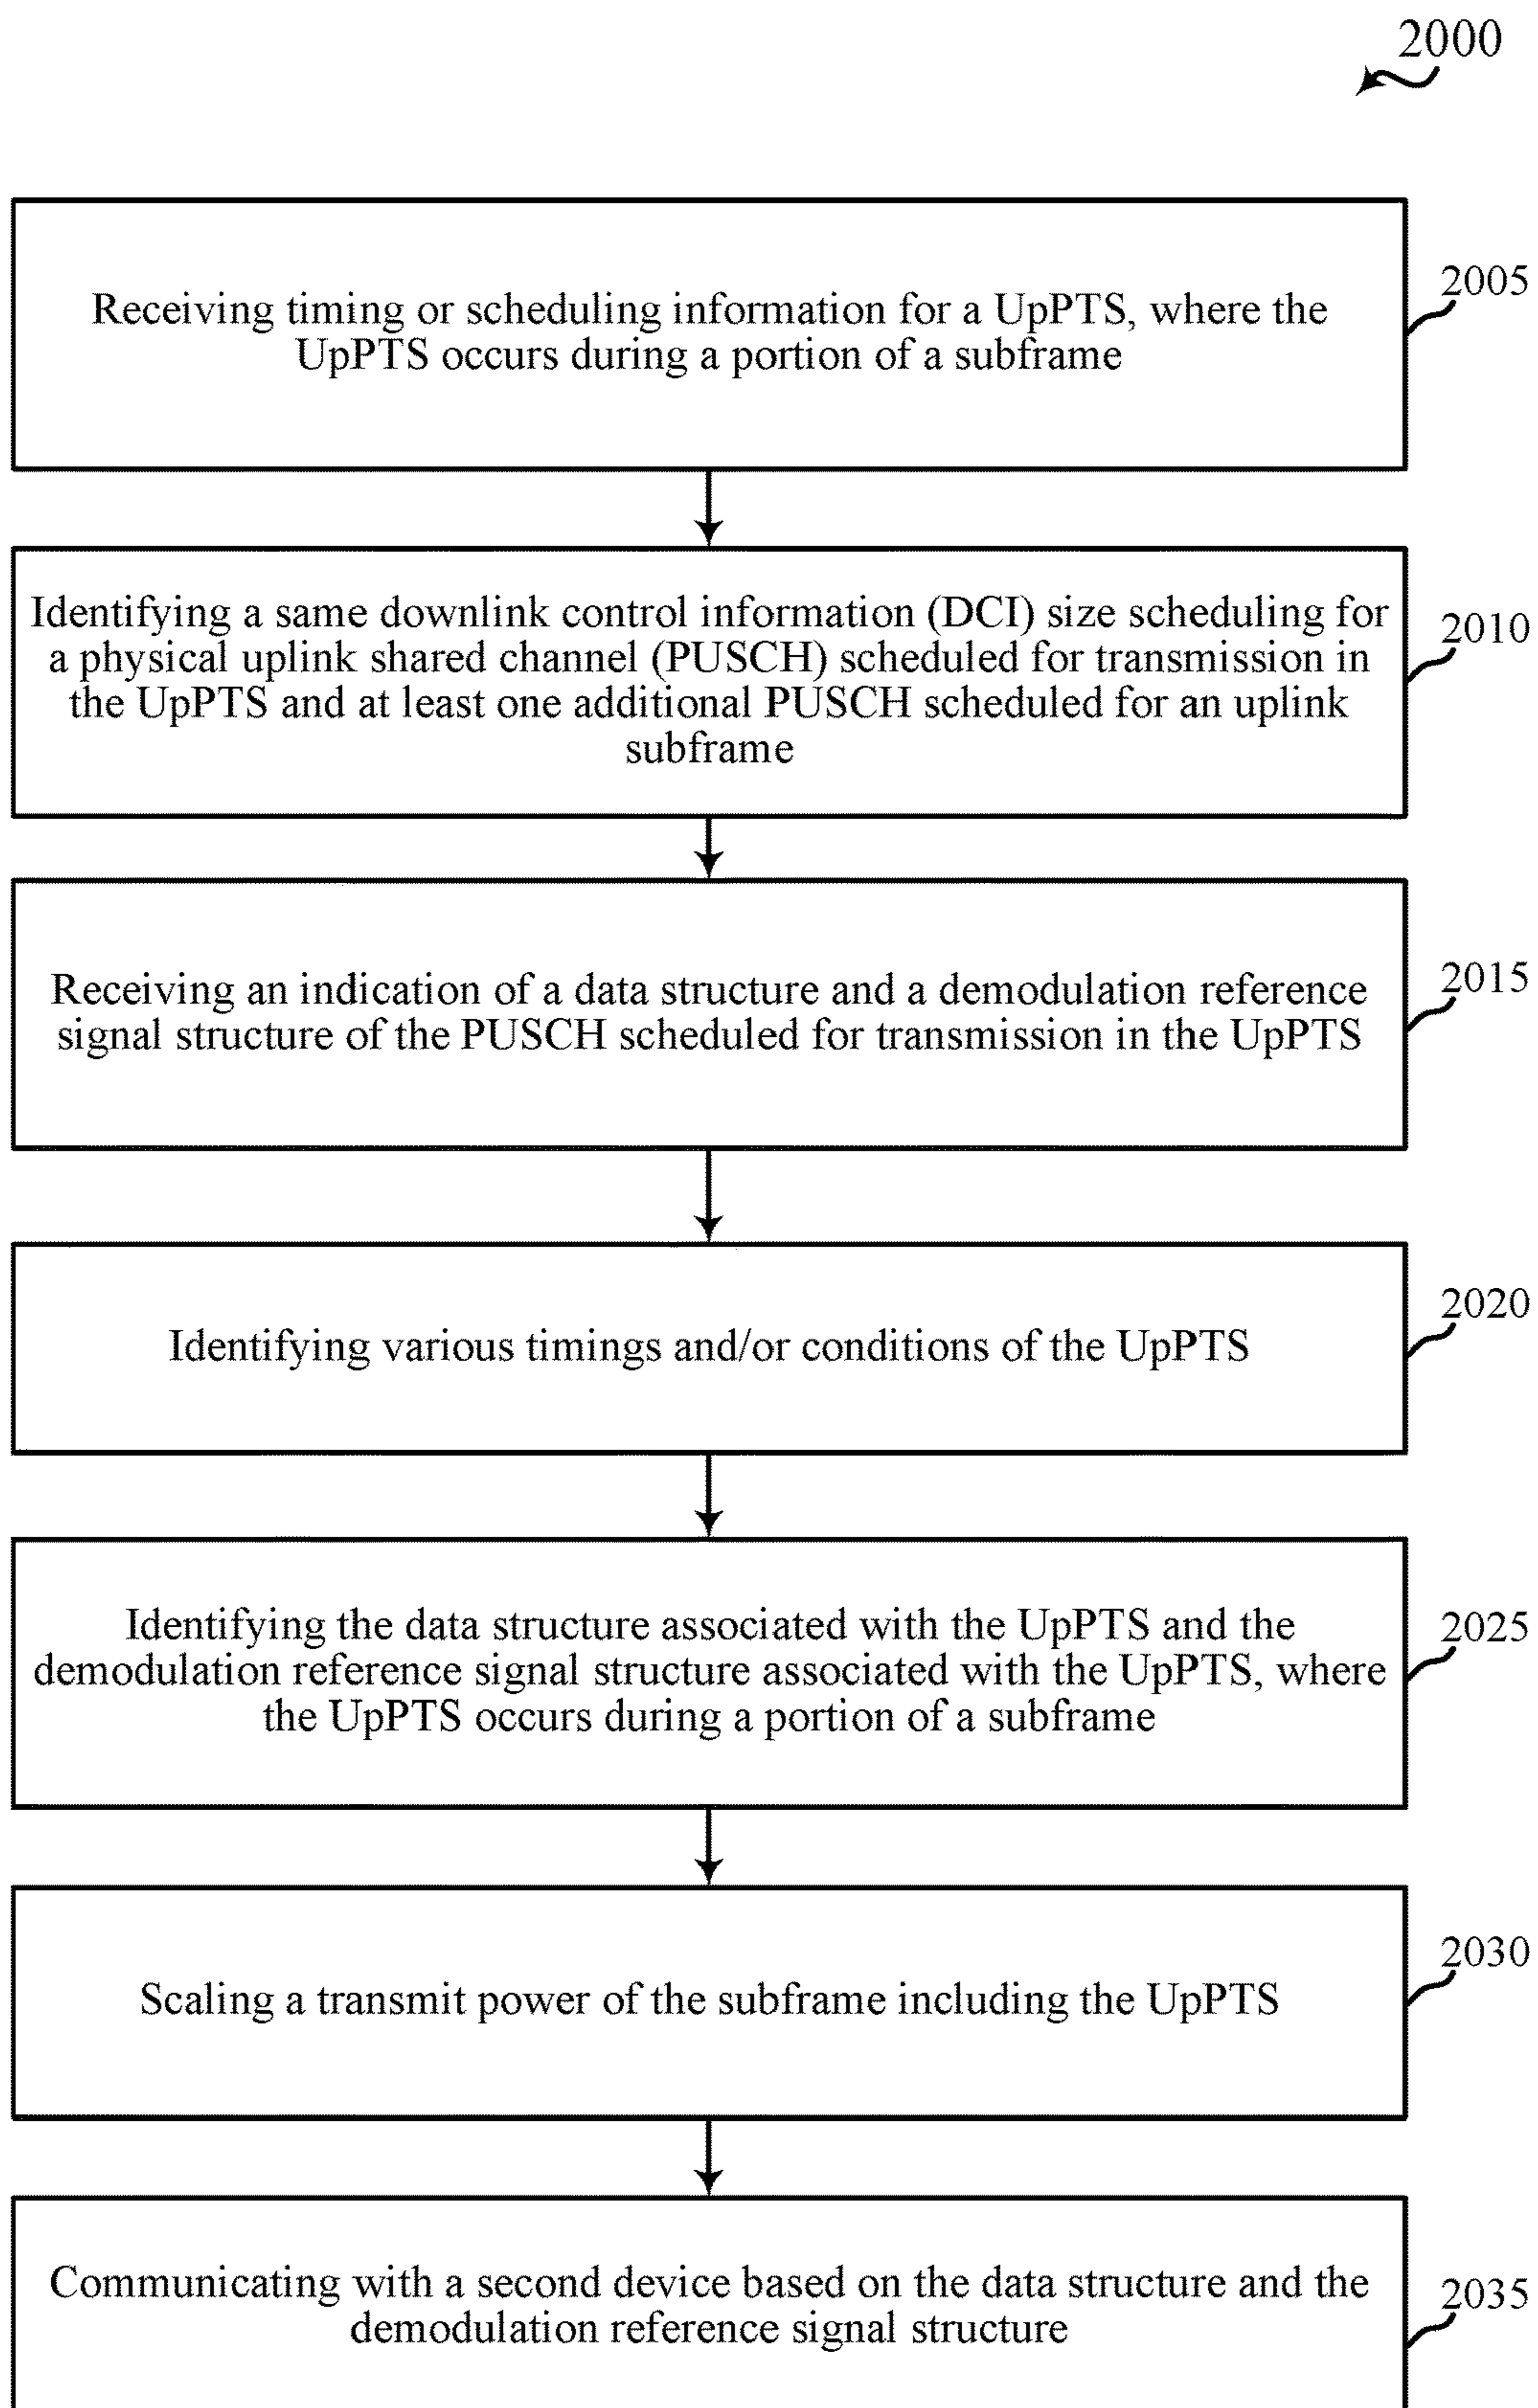 2000
Receiving timing or scheduling information for a UpPTS, where the
UpPTS occurs during a portion of a subframe
2005
Identifying a same downlink control information (DCI) size scheduling for
a physical uplink shared channel (PUSCH) scheduled for transmission in
the UpPTS and at least one additional PUSCH scheduled for an uplink
subframe
2010
Receiving an indication of a data structure and a demodulation reference
signal structure of the PUSCH scheduled for transmission in the UpPTS
2015
Identifying various timings and/or conditions of the UpPTS
2020
Identifying the data structure associated with the UpPTS and the
demodulation reference signal structure associated with the UpPTS, where
the UpPTS occurs during a portion of a subframe
2025
Scaling a transmit power of the subframe including the UpPTS
2030
Communicating with a second device based on the data structure and the
demodulation reference signal structure
2035